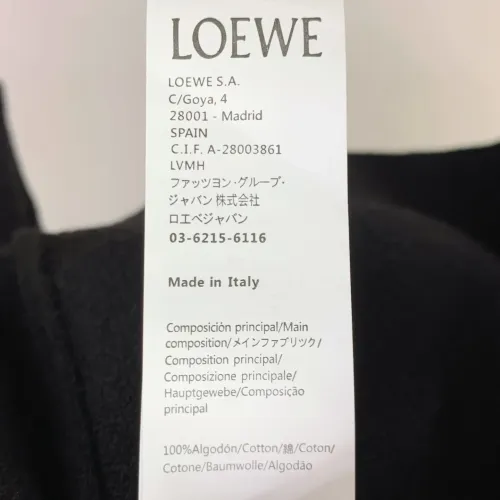 LOEWE
LOEWE S.A.
C/Goya, 4
28001 - Madrid
SPAIN
C.I.F. A-28003861
LVMH
ファッツヨン·グループ·
ジャパン株式会社
ロエベジャパン
03-6215-6116
Made in Italy
Composición principal/Main
composition/メインファブリツク/
Composition principal/
Composizione principale/
Hauptgewebe/Composição
principal
100%Algodón/Cotton/綿/Coton/
Cotone/Baumwolle/Algodão